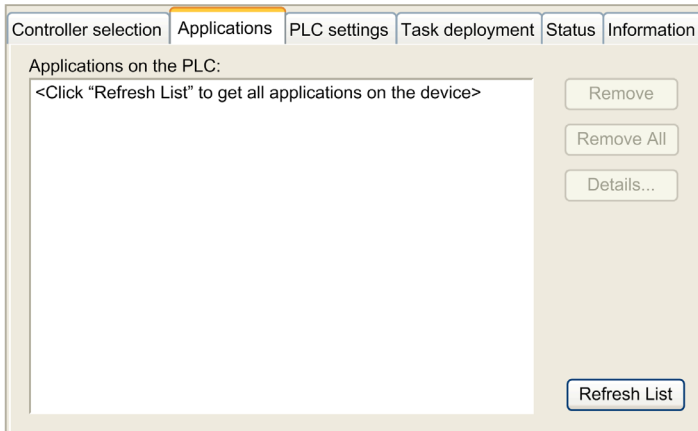 Controller selection Applications PLC settings Task deployment Status Information
Applications on the PLC:
<Click “Refresh List” to get all applications on the device>
Remove
Remove All
Details...
Refresh List